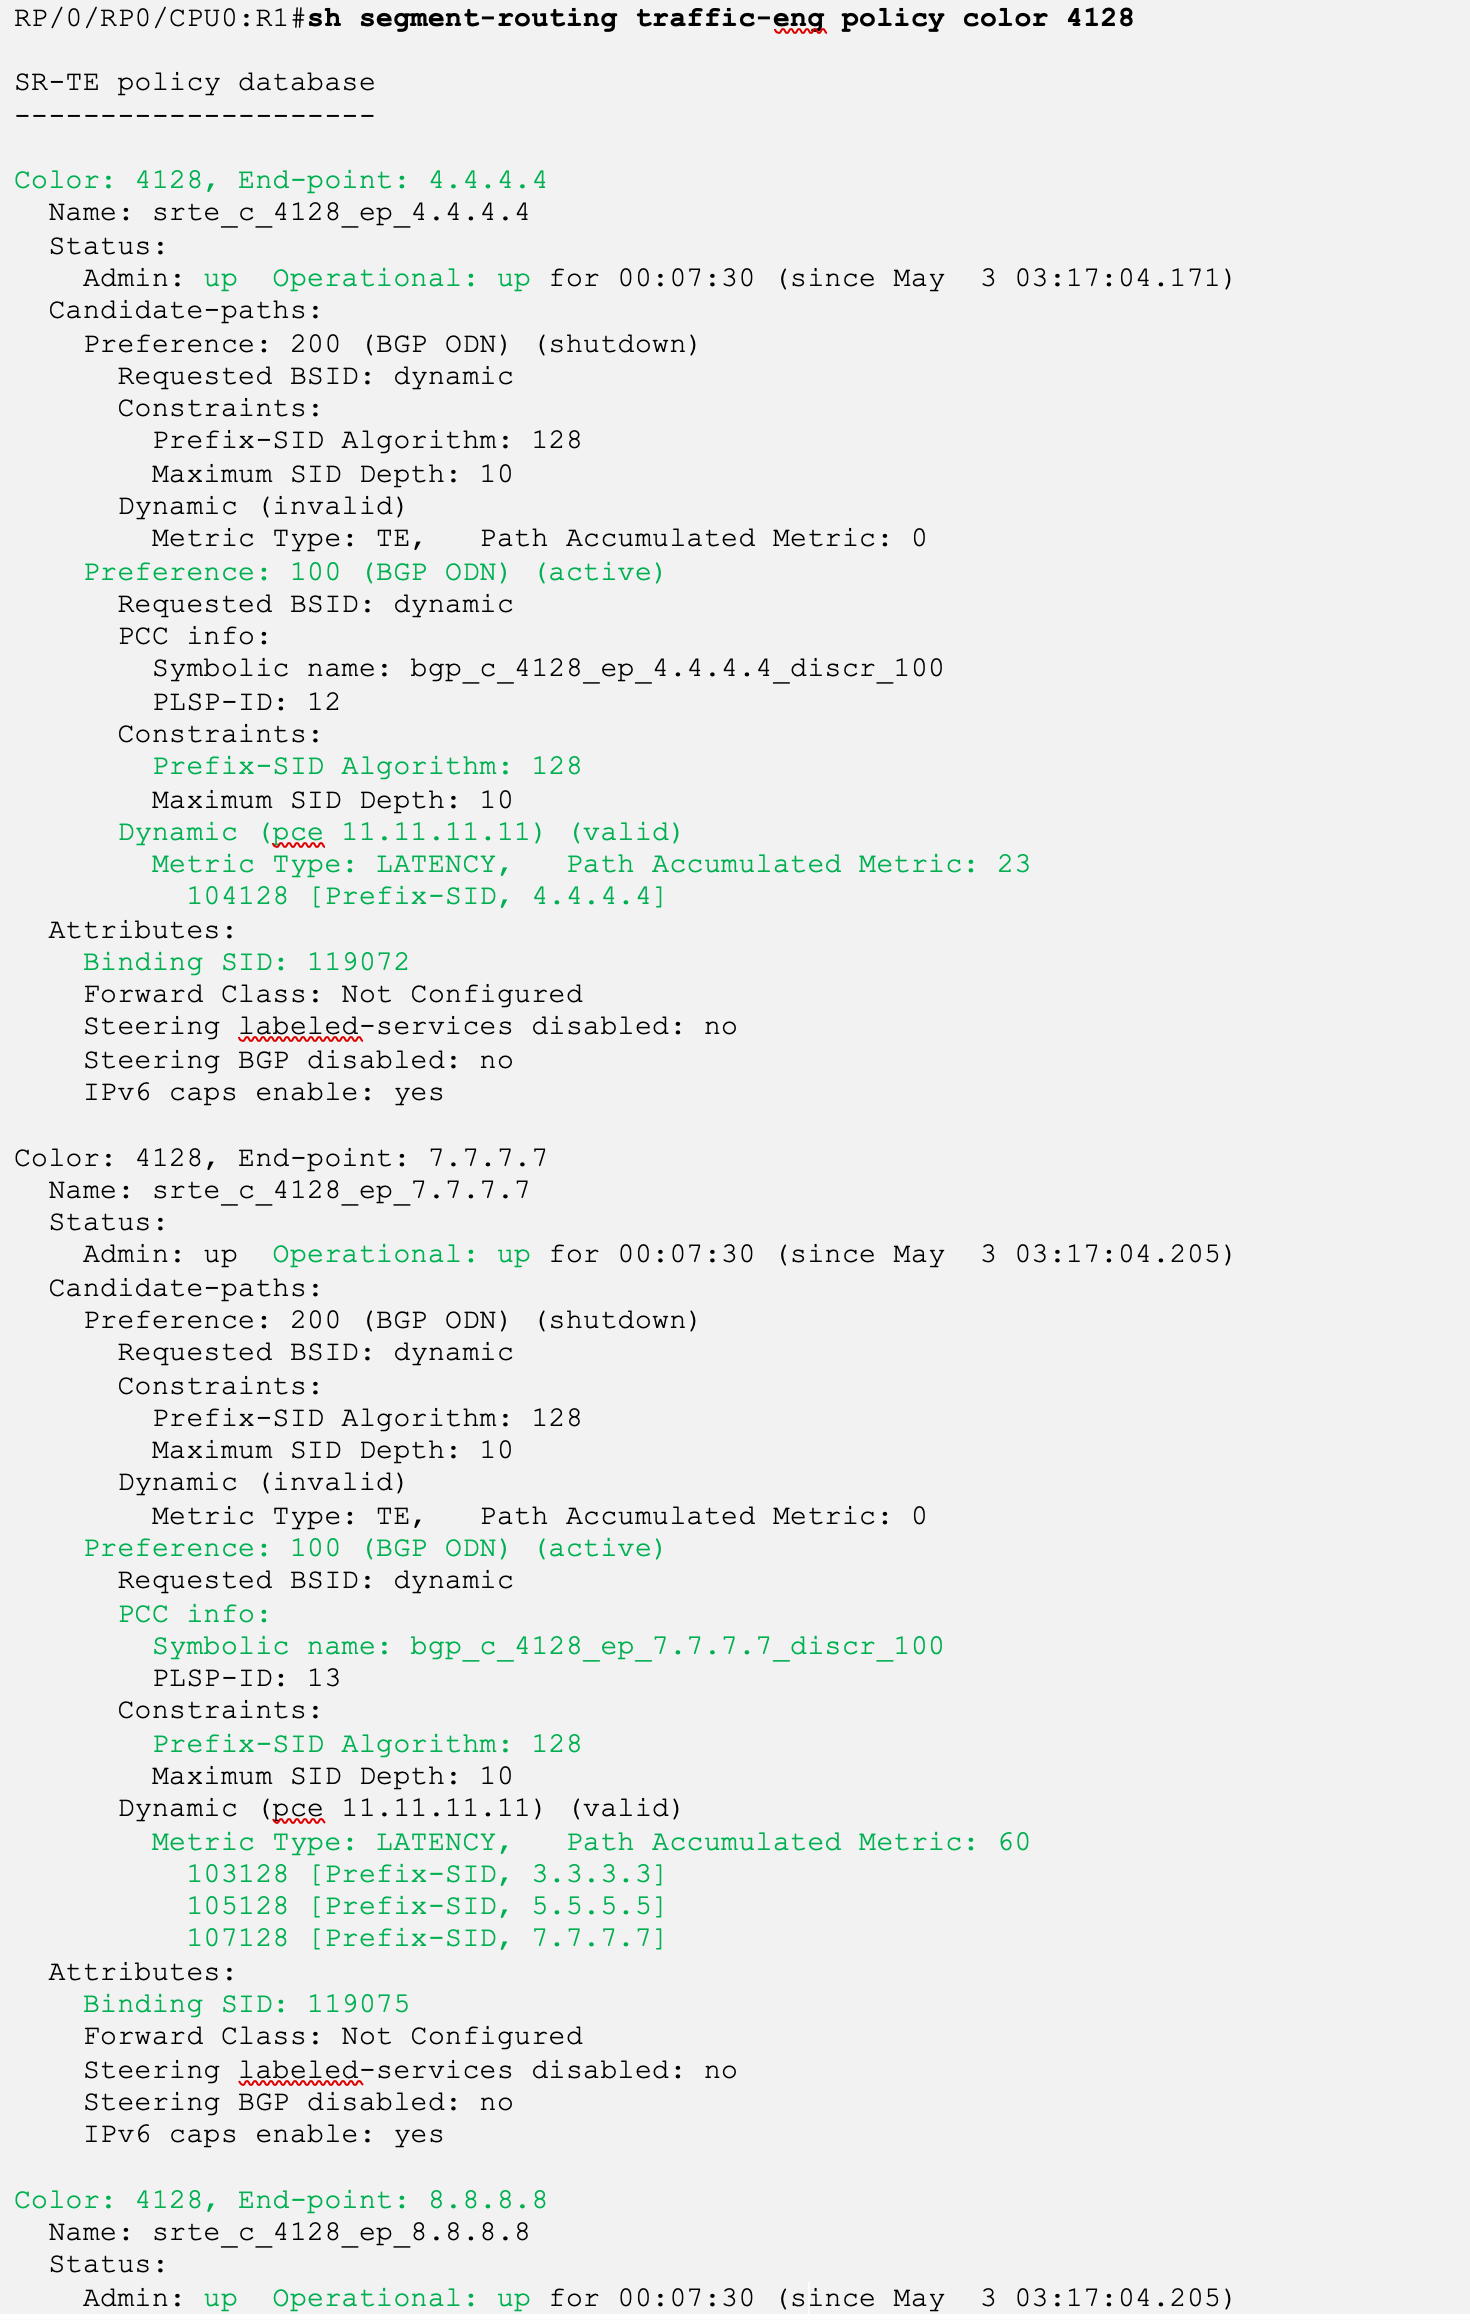 RP/0/RP0/CPU0:R1#sh segment-routing traffic-eng policy color 4128
SR-TE policy database
---------------------
Color: 4128, End-point: 4.4.4.4
  Name: srte_c_4128_ep_4.4.4.4
  Status:
    Admin: up  Operational: up for 00:07:30 (since May  3 03:17:04.171)
  Candidate-paths:
    Preference: 200 (BGP ODN) (shutdown)
      Requested BSID: dynamic
      Constraints:
        Prefix-SID Algorithm: 128
        Maximum SID Depth: 10
      Dynamic (invalid)
        Metric Type: TE,   Path Accumulated Metric: 0
    Preference: 100 (BGP ODN) (active)
      Requested BSID: dynamic
      PCC info:
        Symbolic name: bgp_c_4128_ep_4.4.4.4_discr_100
        PLSP-ID: 12
      Constraints:
        Prefix-SID Algorithm: 128
        Maximum SID Depth: 10
      Dynamic (pce 11.11.11.11) (valid)
        Metric Type: LATENCY,   Path Accumulated Metric: 23
          104128 [Prefix-SID, 4.4.4.4]
  Attributes:
    Binding SID: 119072
    Forward Class: Not Configured
    Steering labeled-services disabled: no
    Steering BGP disabled: no
    IPv6 caps enable: yes
Color: 4128, End-point: 7.7.7.7
  Name: srte_c_4128_ep_7.7.7.7
  Status:
    Admin: up  Operational: up for 00:07:30 (since May  3 03:17:04.205)
  Candidate-paths:
    Preference: 200 (BGP ODN) (shutdown)
      Requested BSID: dynamic
      Constraints:
        Prefix-SID Algorithm: 128
        Maximum SID Depth: 10
      Dynamic (invalid)
        Metric Type: TE,   Path Accumulated Metric: 0
    Preference: 100 (BGP ODN) (active)
      Requested BSID: dynamic
      PCC info:
        Symbolic name: bgp_c_4128_ep_7.7.7.7_discr_100
        PLSP-ID: 13
      Constraints:
        Prefix-SID Algorithm: 128
        Maximum SID Depth: 10
      Dynamic (pce 11.11.11.11) (valid)
        Metric Type: LATENCY,   Path Accumulated Metric: 60
          103128 [Prefix-SID, 3.3.3.3]
          105128 [Prefix-SID, 5.5.5.5]
          107128 [Prefix-SID, 7.7.7.7]
  Attributes:
    Binding SID: 119075
    Forward Class: Not Configured
    Steering labeled-services disabled: no
    Steering BGP disabled: no
    IPv6 caps enable: yes
Color: 4128, End-point: 8.8.8.8
  Name: srte_c_4128_ep_8.8.8.8
  Status:
    Admin: up  Operational: up for 00:07:30 (since May  3 03:17:04.205)